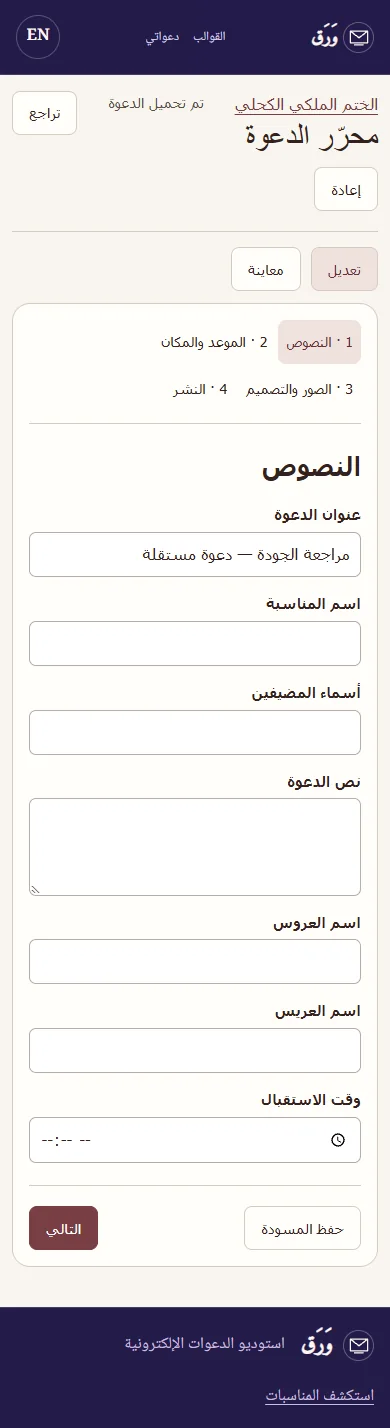 وَرَق
القوالب
دعواتي
EN
الختم الملكي الكحلي
تم تحميل الدعوة
تراجع
محرّر الدعوة
إعادة
تعديل
معاينة
1 · النصوص
2 · الموعد والمكان
3 · الصور والتصميم
4 · النشر
النصوص
عنوان الدعوة
مراجعة الجودة — دعوة مستقلة
اسم المناسبة
أسماء المضيفين
نص الدعوة
اسم العروس
اسم العريس
وقت الاستقبال
--:-- --
حفظ المسودة
التالي
وَرَق
استوديو الدعوات الإلكترونية
استكشف المناسبات